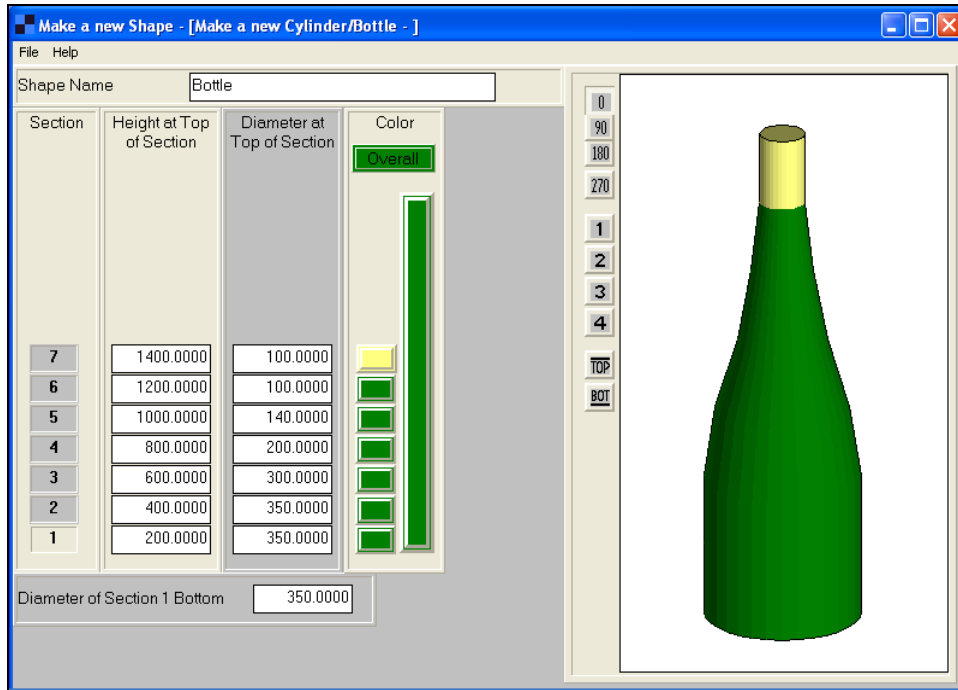 Make a new Shape - [Make a new Cylinder/Bottle - ]
File Help
Shape Name Bottle
Section Height at Top of Section Diameter at Top of Section Color
Overall
7 1400.0000 100.0000
6 1200.0000 100.0000
5 1000.0000 140.0000
4 800.0000 200.0000
3 600.0000 300.0000
2 400.0000 350.0000
1 200.0000 350.0000
Diameter of Section 1 Bottom 350.0000
0
90
180
270
1
2
3
4
TOP
BOT